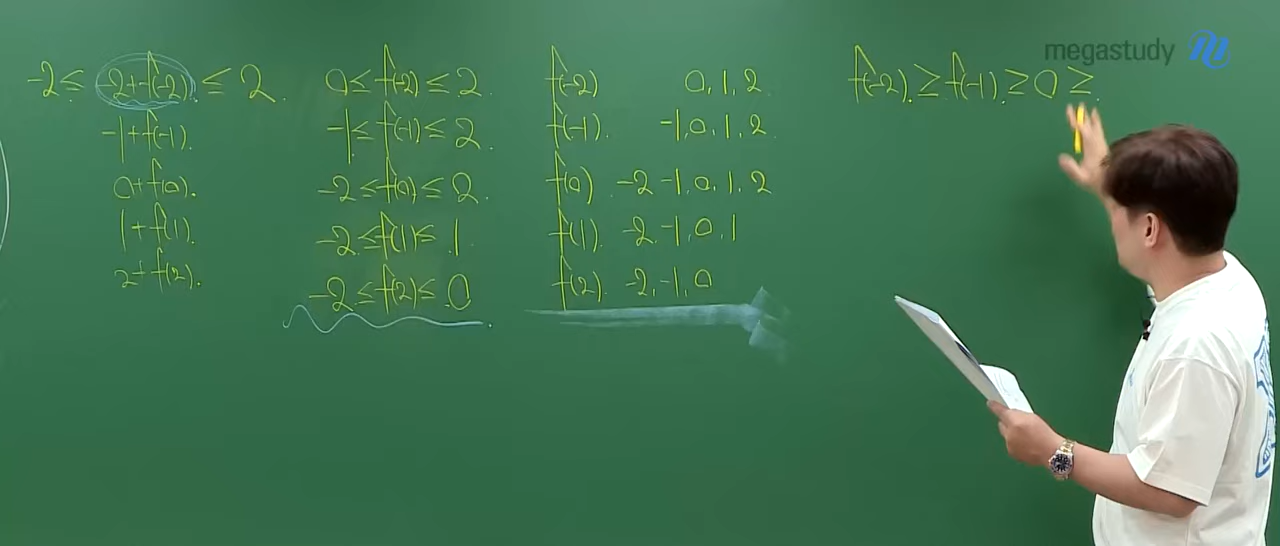 megastudy
-2 ≤ -2+f(-2) ≤ 2.
-1+f(-1).
0+f(0).
1+f(1).
2+f(2).
0 ≤ f(-2) ≤ 2.
-1 ≤ f(-1) ≤ 2.
-2 ≤ f(0) ≤ 2.
-2 ≤ f(1) ≤ 1.
-2 ≤ f(2) ≤ 0.
f(-2) 0, 1, 2.
f(-1). -1, 0, 1, 2
f(0). -2 -1, 0, 1, 2
f(1). -2, -1, 0, 1
f(2) -2, -1, 0
f(-2). ≥ f(-1). ≥ 0 ≥